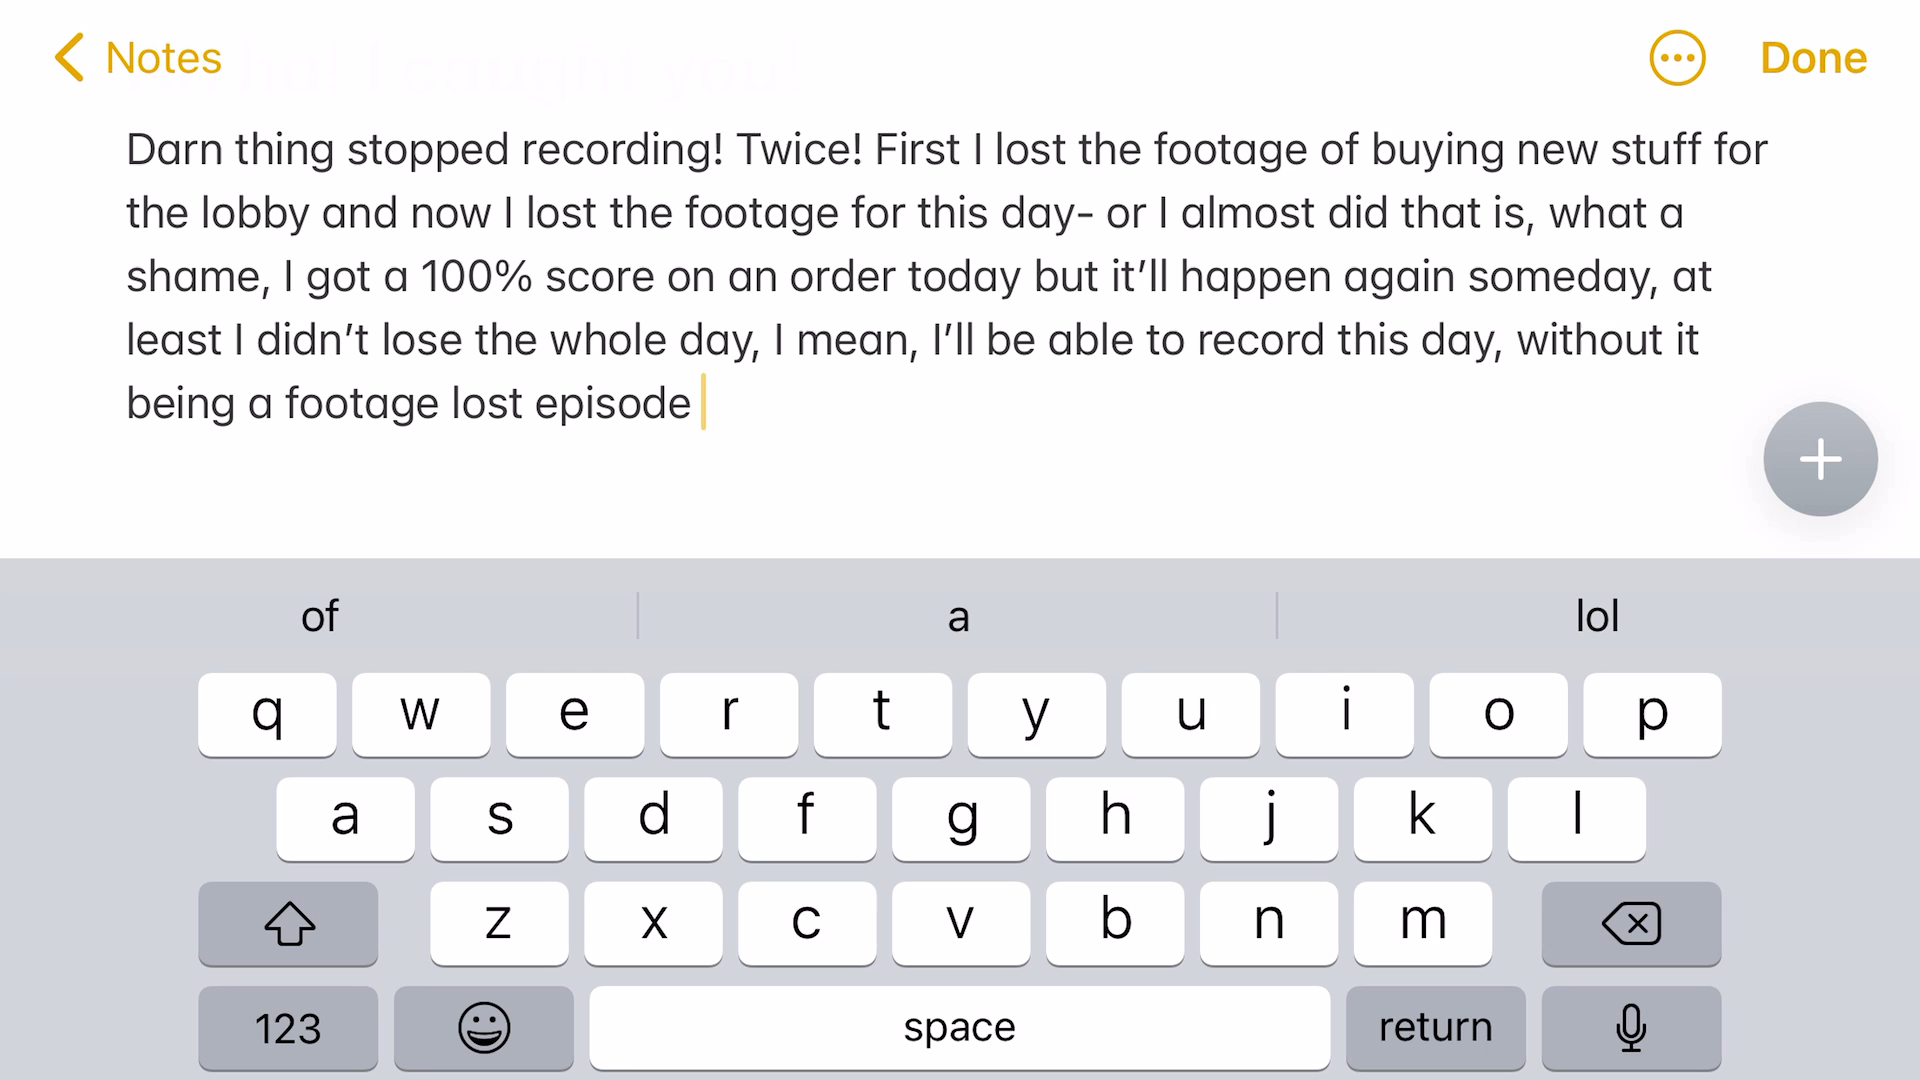 Notes
Done
Darn thing stopped recording! Twice! First I lost the footage of buying new stuff for
the lobby and now I lost the footage for this day- or I almost did that is, what a
shame, I got a 100% score on an order today but it’ll happen again someday, at
least I didn’t lose the whole day, I mean, I’ll be able to record this day, without it
being a footage lost episode
of a lol
q w e r t y u i o p
a s d f g h j k l
z x c v b n m
123 space return